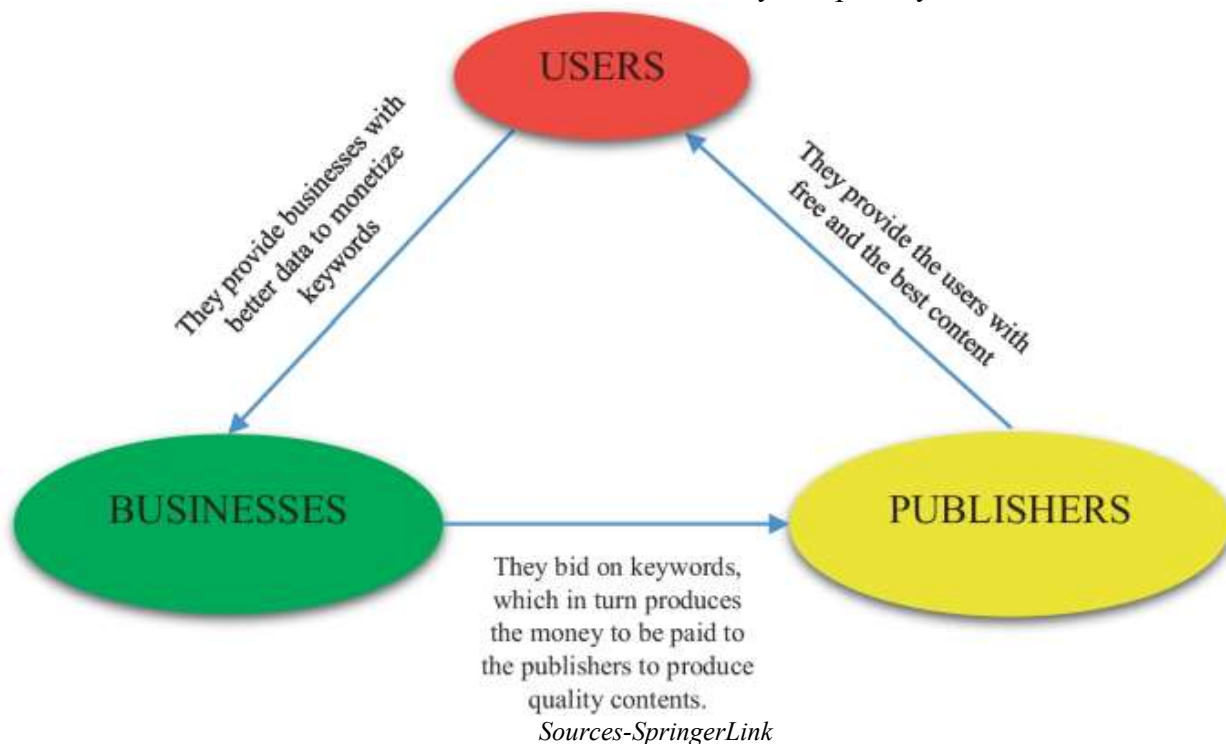 USERS
They provide businesses with
better data to monetize
keywords
They provide the users with
free and the best content
BUSINESSES
PUBLISHERS
They bid on keywords,
which in turn produces
the money to be paid to
the publishers to produce
quality contents.
Sources-SpringerLink